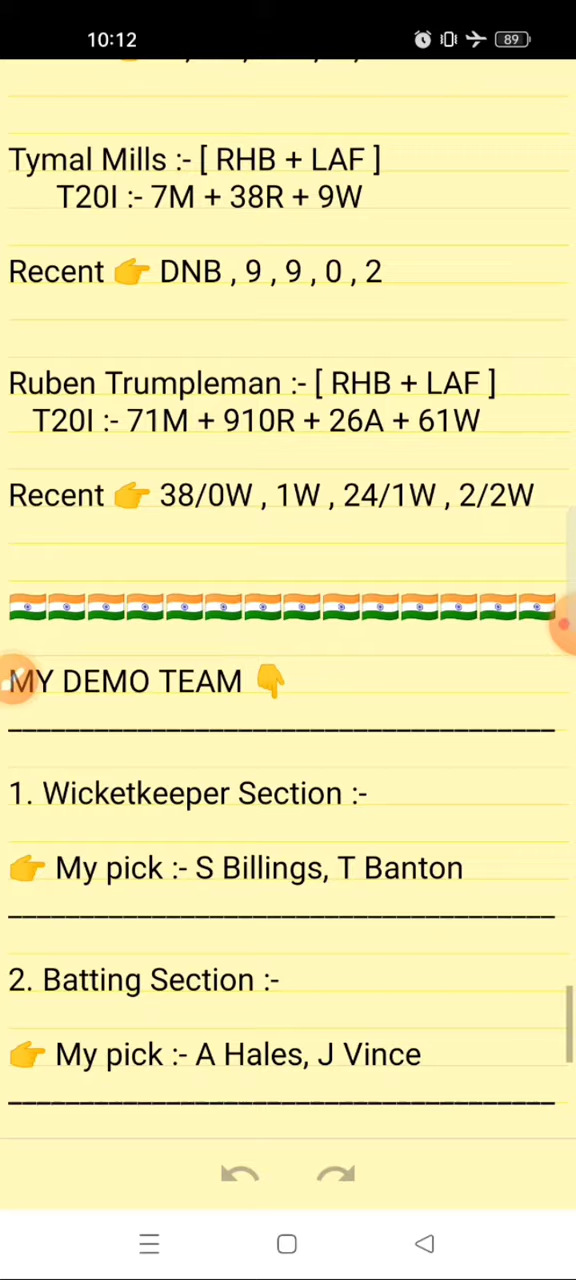 10:12
89
Tymal Mills :- [ RHB + LAF ]
T20I :- 7M + 38R + 9W
Recent 👉 DNB , 9 , 9 , 0 , 2
Ruben Trumpleman :- [ RHB + LAF ]
T20I :- 71M + 910R + 26A + 61W
Recent 👉 38/0W , 1W , 24/1W , 2/2W
🇮🇳🇮🇳🇮🇳🇮🇳🇮🇳🇮🇳🇮🇳🇮🇳🇮🇳🇮🇳🇮🇳🇮🇳🇮🇳🇮🇳
MY DEMO TEAM 👇
1. Wicketkeeper Section :-
👉 My pick :- S Billings, T Banton
2. Batting Section :-
👉 My pick :- A Hales, J Vince